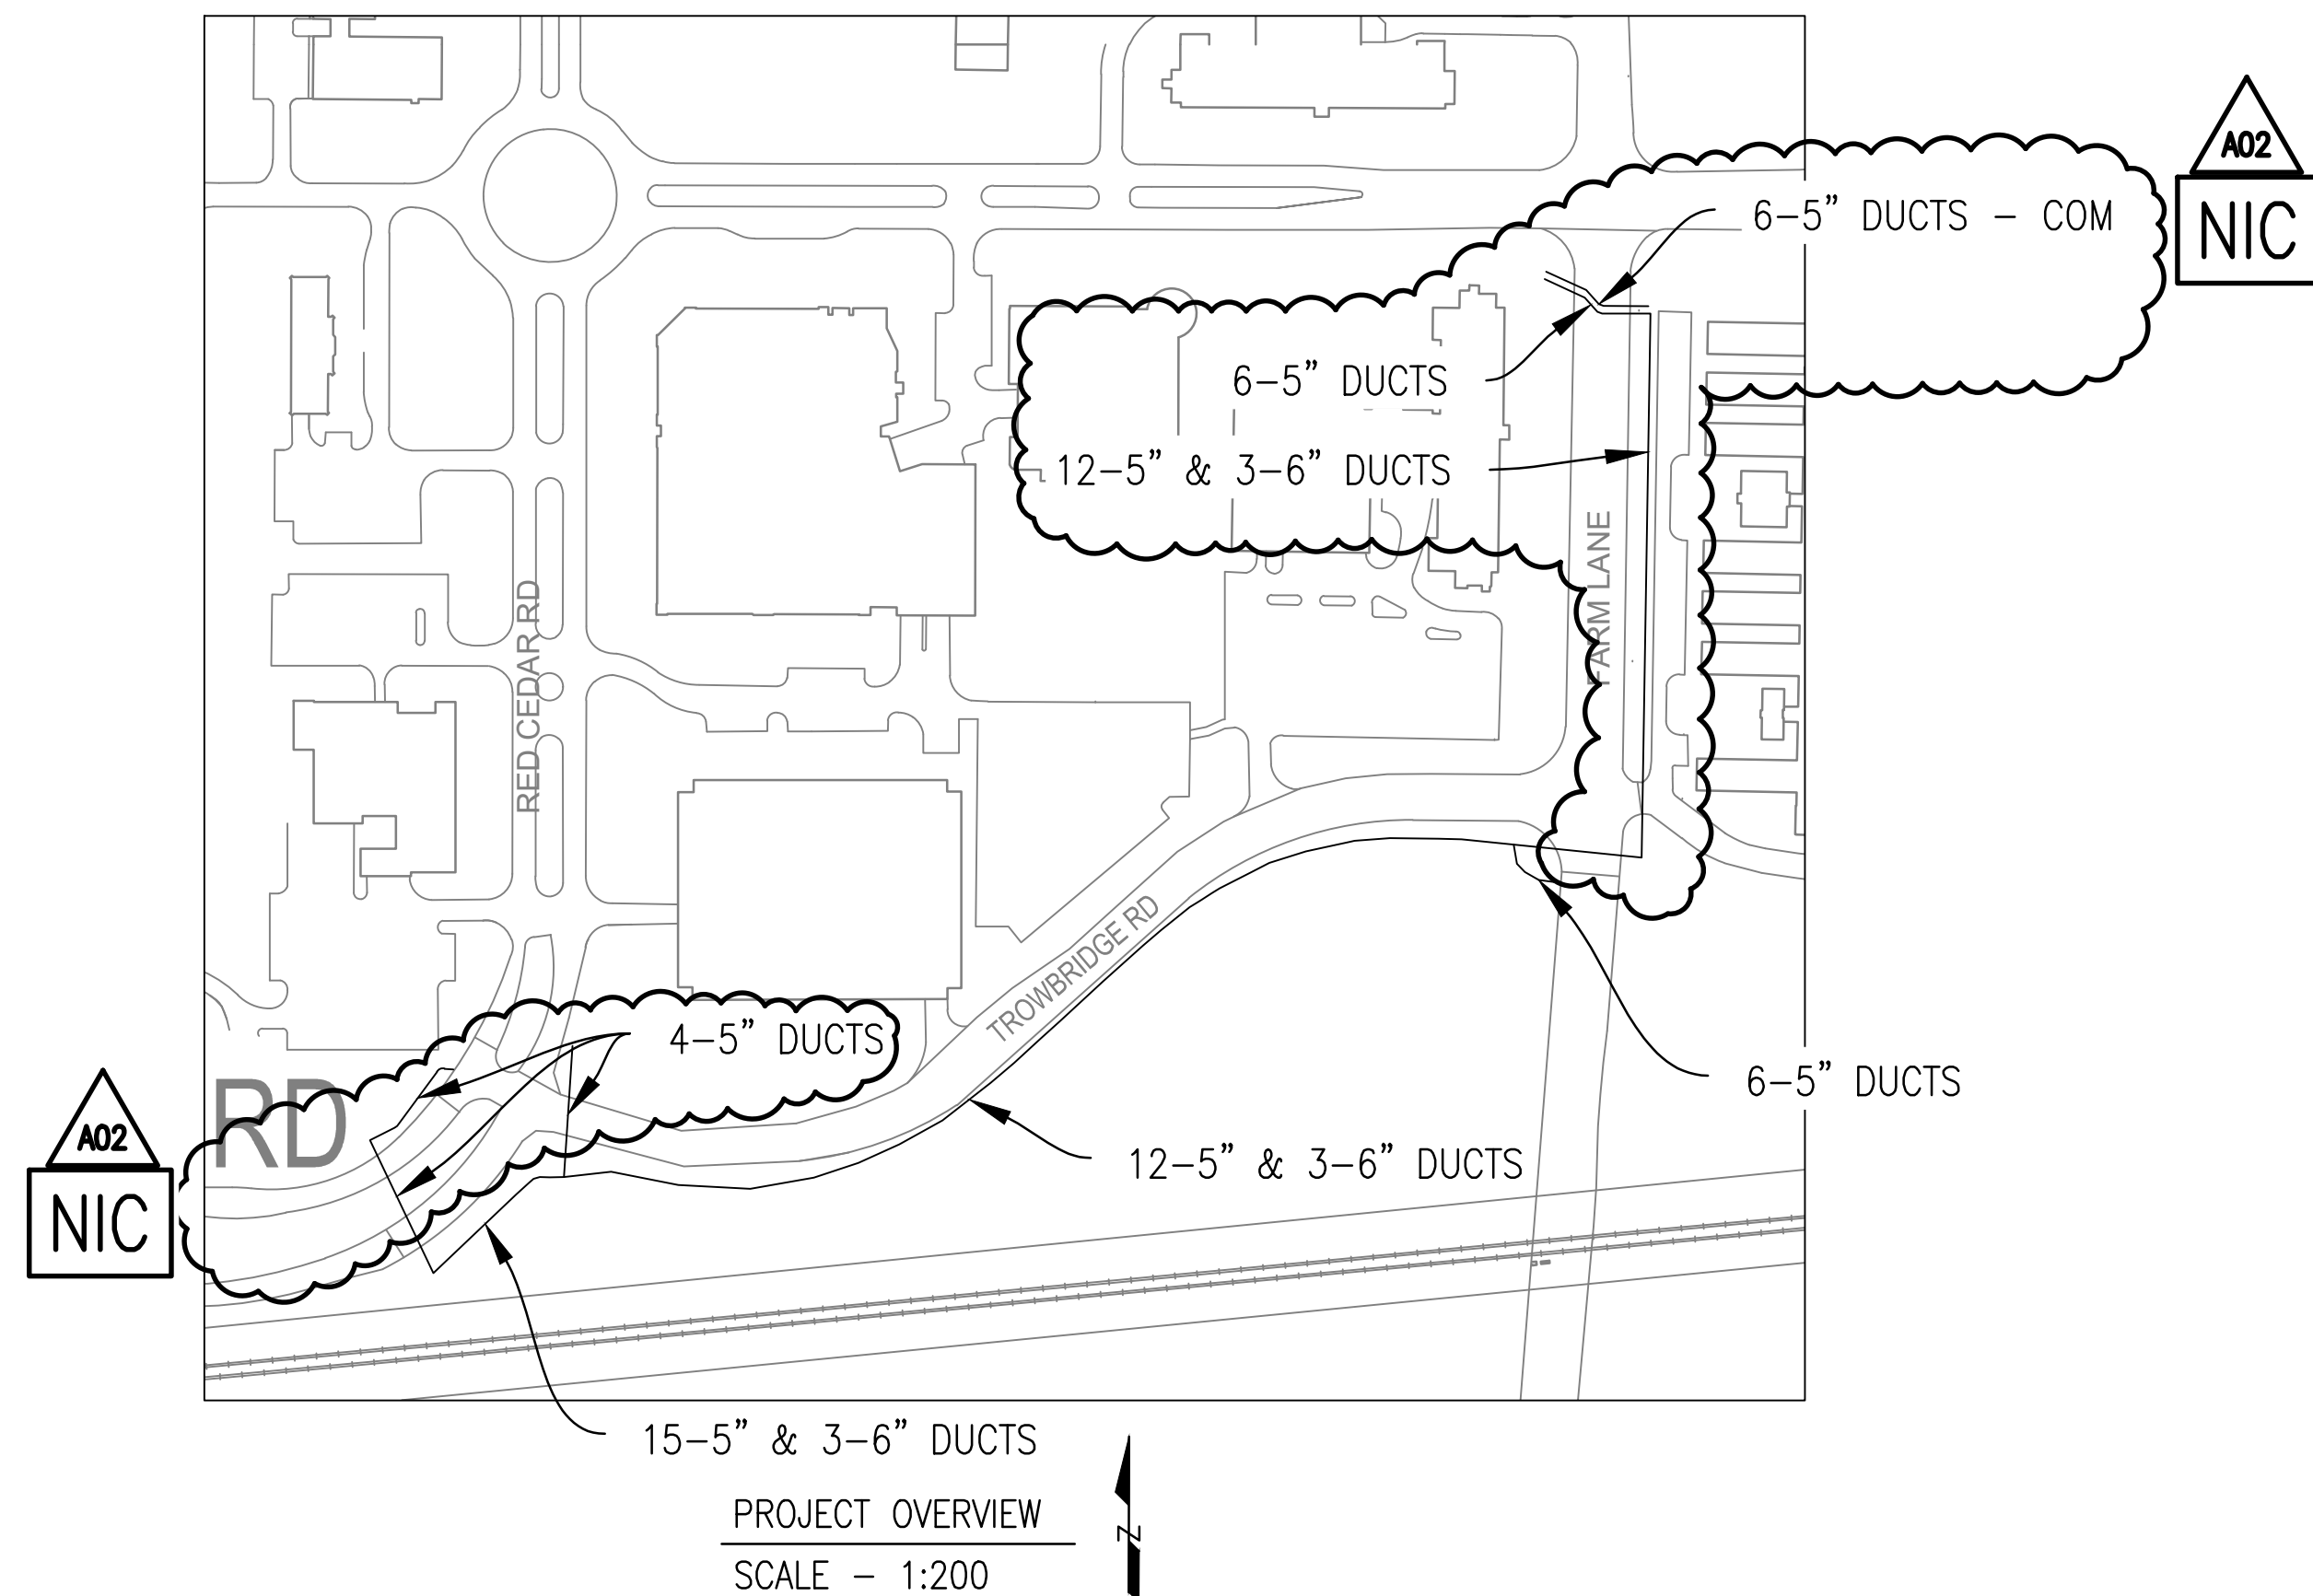 A02
NIC
6-5" DUCTS - COM
6-5" DUCTS
12-5" & 3-6" DUCTS
FARM LANE
RED CEDAR RD
TROWBRIDGE RD
4-5" DUCTS
RD
A02
NIC
6-5" DUCTS
12-5" & 3-6" DUCTS
15-5" & 3-6" DUCTS
PROJECT OVERVIEW
SCALE - 1:200
N